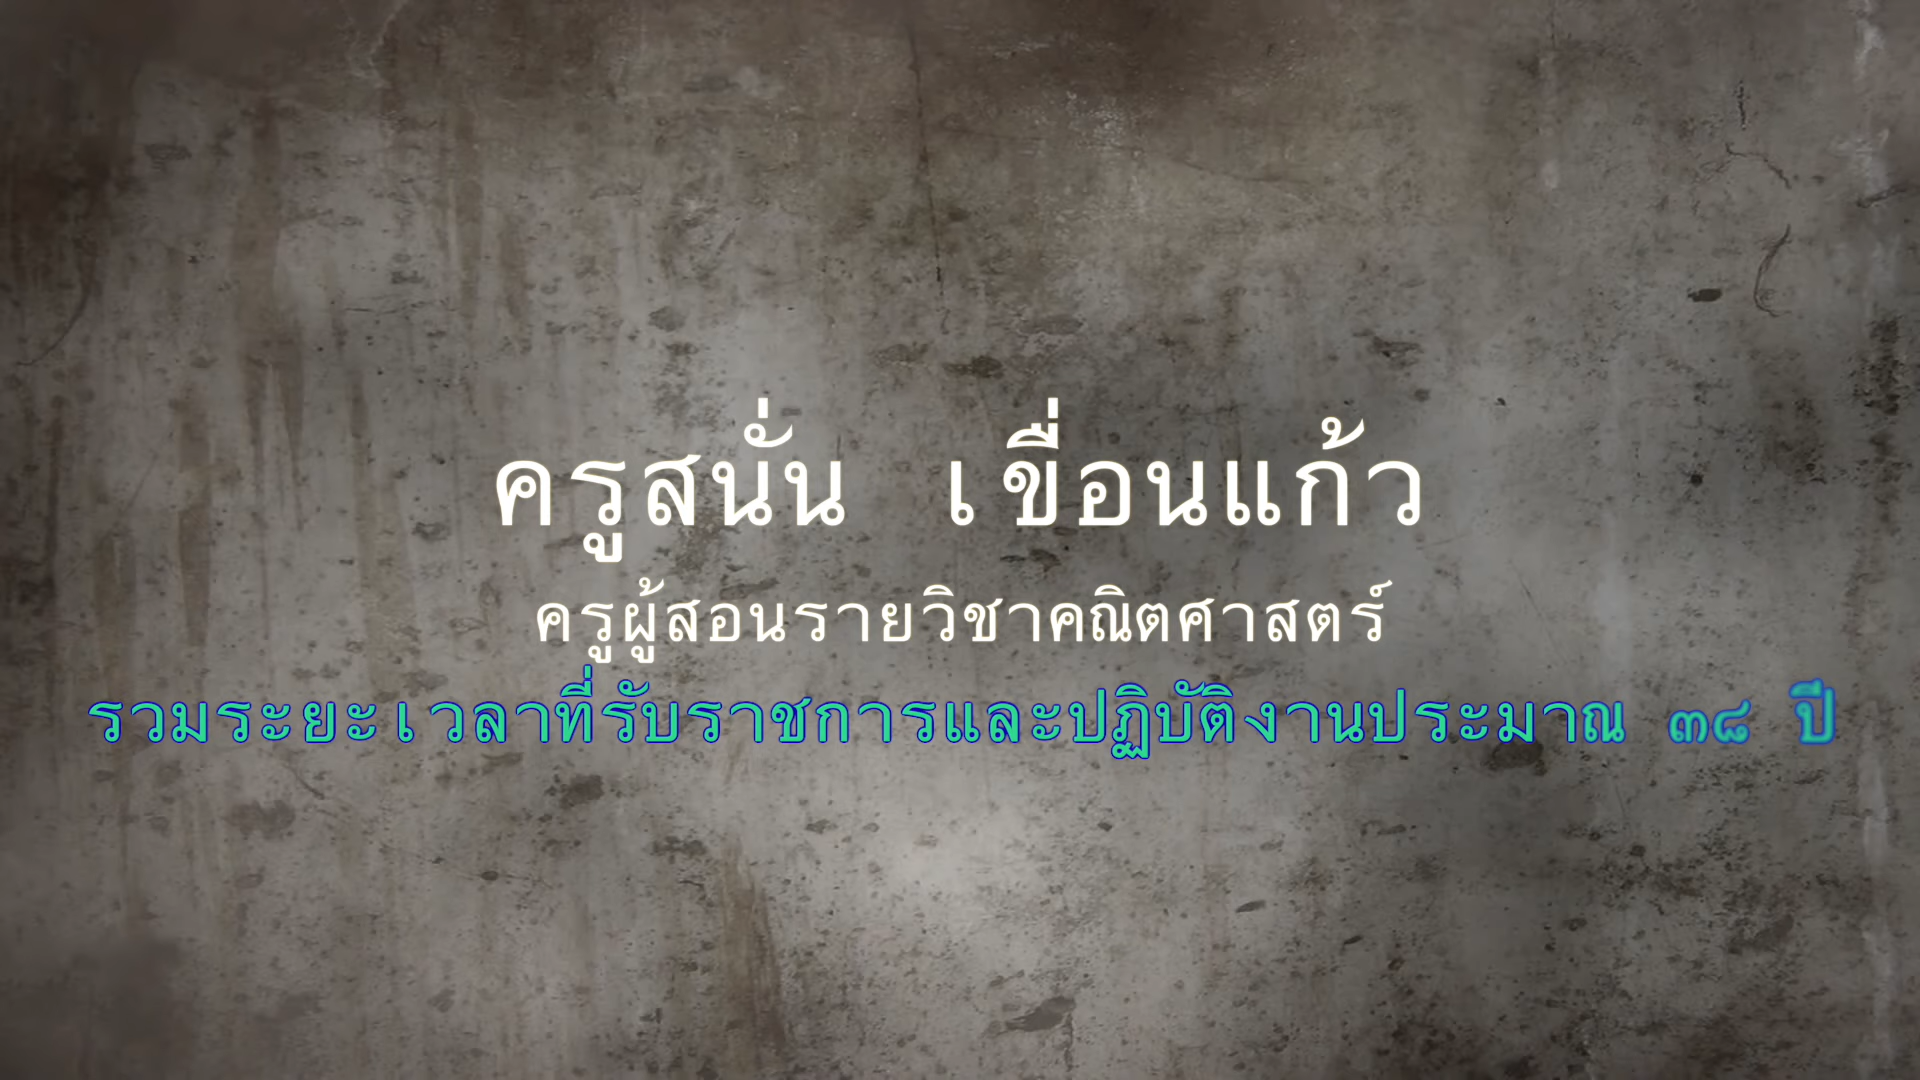 ครูสนั่น เขื่อนแก้ว
ครูผู้สอนรายวิชาคณิตศาสตร์
รวมระยะเวลาที่รับราชการและปฏิบัติงานประมาณ ๓๘ ปี